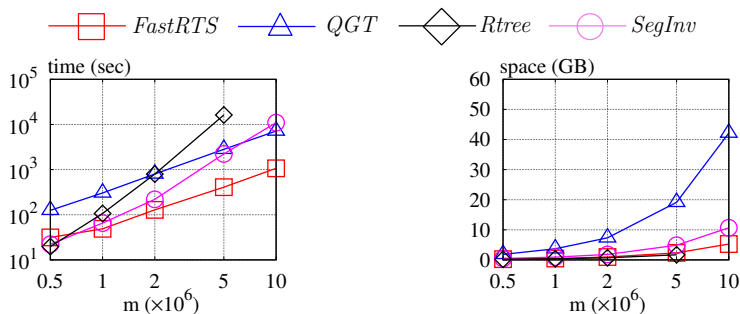 FastRTS QGT Rtree SegInv
time (sec)
10^5
10^4
10^3
10^2
10^1
0.5 1 2 5 10
m (×10^6)
space (GB)
60
50
40
30
20
10
0
0.5 1 2 5 10
m (×10^6)